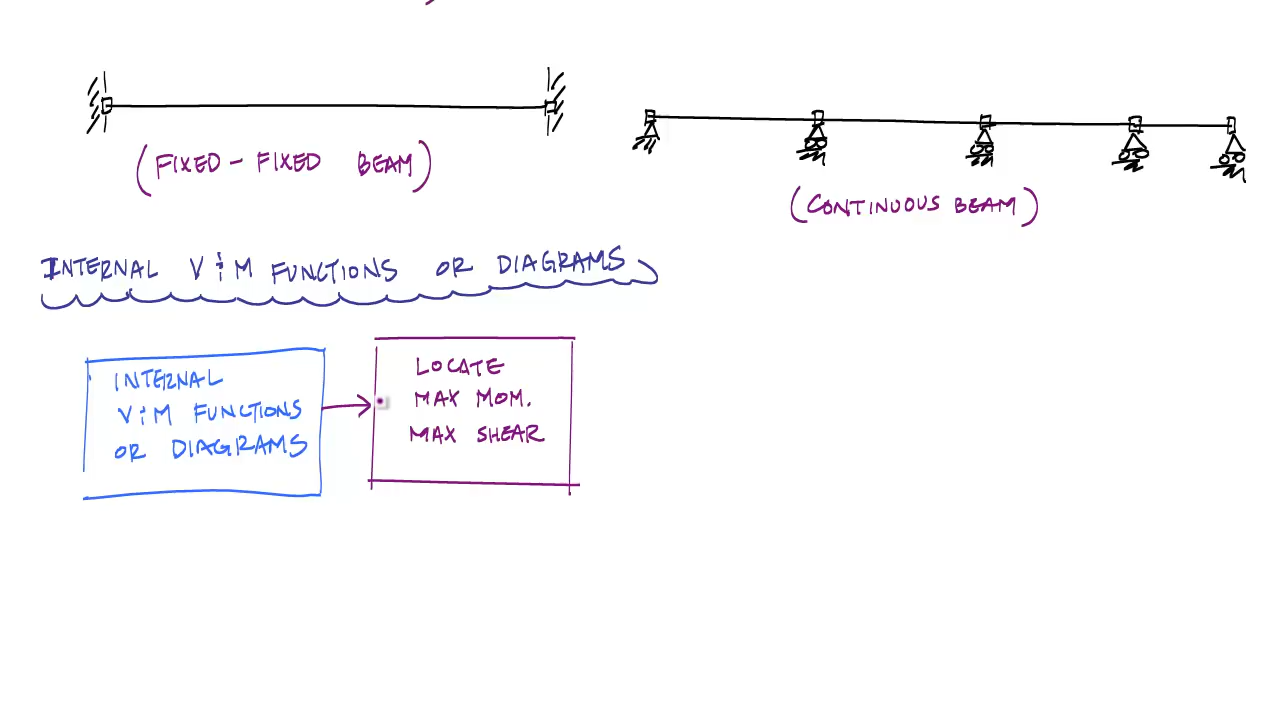 (FIXED - FIXED BEAM)
(CONTINUOUS BEAM)
INTERNAL V & M FUNCTIONS OR DIAGRAMS
INTERNAL
V & M FUNCTIONS
OR DIAGRAMS
LOCATE
MAX MOM.
MAX SHEAR